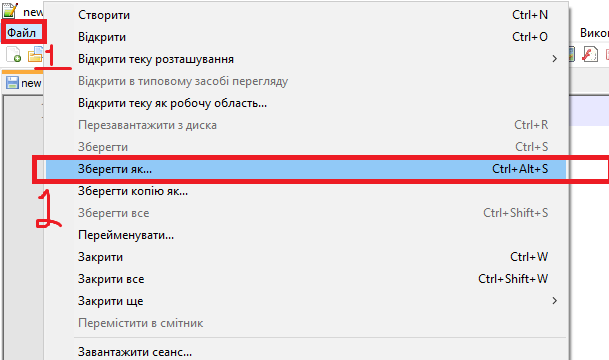 new
Файл
Вико
new
1
2
Створити Ctrl+N
Відкрити Ctrl+O
Відкрити теку розташування
Відкрити в типовому засобі перегляду
Відкрити теку як робочу область...
Перезавантажити з диска Ctrl+R
Зберегти Ctrl+S
Зберегти як... Ctrl+Alt+S
Зберегти копію як...
Зберегти все Ctrl+Shift+S
Перейменувати...
Закрити Ctrl+W
Закрити все Ctrl+Shift+W
Закрити ще
Перемістити в смітник
Завантажити сеанс...